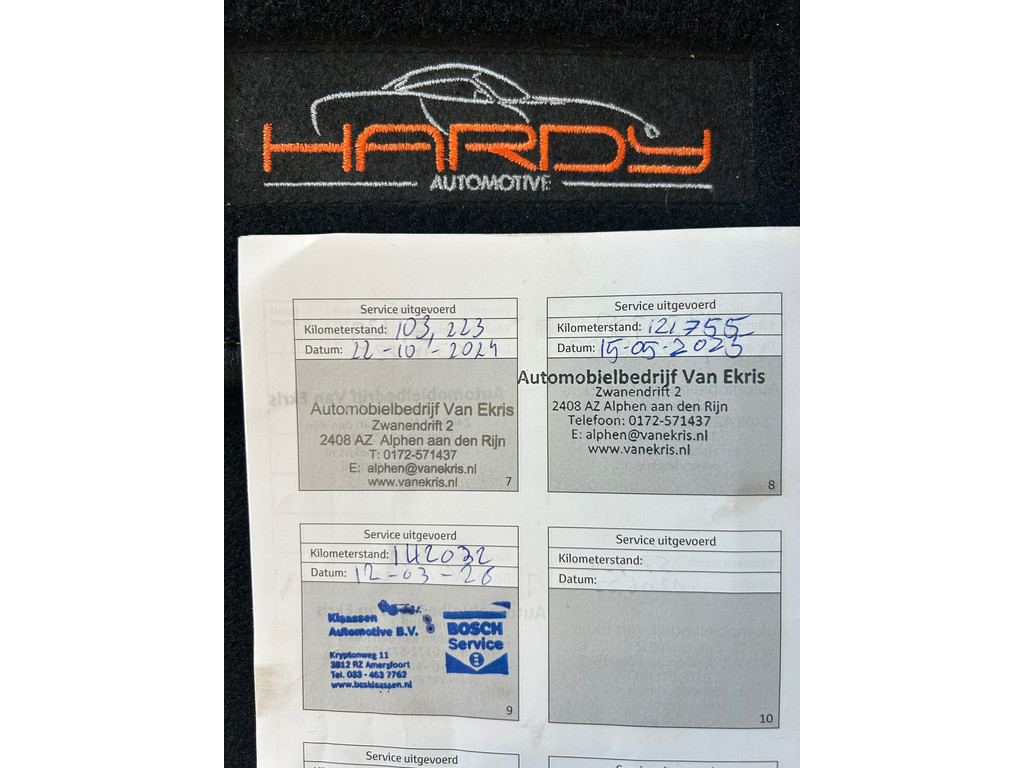 HARDY
AUTOMOTIVE
Service uitgevoerd
Kilometerstand: 103,223
Datum: 22-10-2024
Automobielbedrijf Van Ekris
Zwanendrift 2
2408 AZ Alphen aan den Rijn
T: 0172-571437
E: alphen@vanekris.nl
www.vanekris.nl
7
Service uitgevoerd
Kilometerstand: 121755
Datum: 15-05-2025
Automobielbedrijf Van Ekris
Zwanendrift 2
2408 AZ Alphen aan den Rijn
Telefoon: 0172-571437
E: alphen@vanekris.nl
www.vanekris.nl
8
Service uitgevoerd
Kilometerstand: 142032
Datum: 12-03-26
Klaassen
Automotive B.V.
Kryptonweg 11
3812 RZ Amersfoort
Tel. 033 - 463 7762
www.bcsklaassen.nl
BOSCH
Service
9
Service uitgevoerd
Kilometerstand:
Datum:
10
Service uitgevoerd